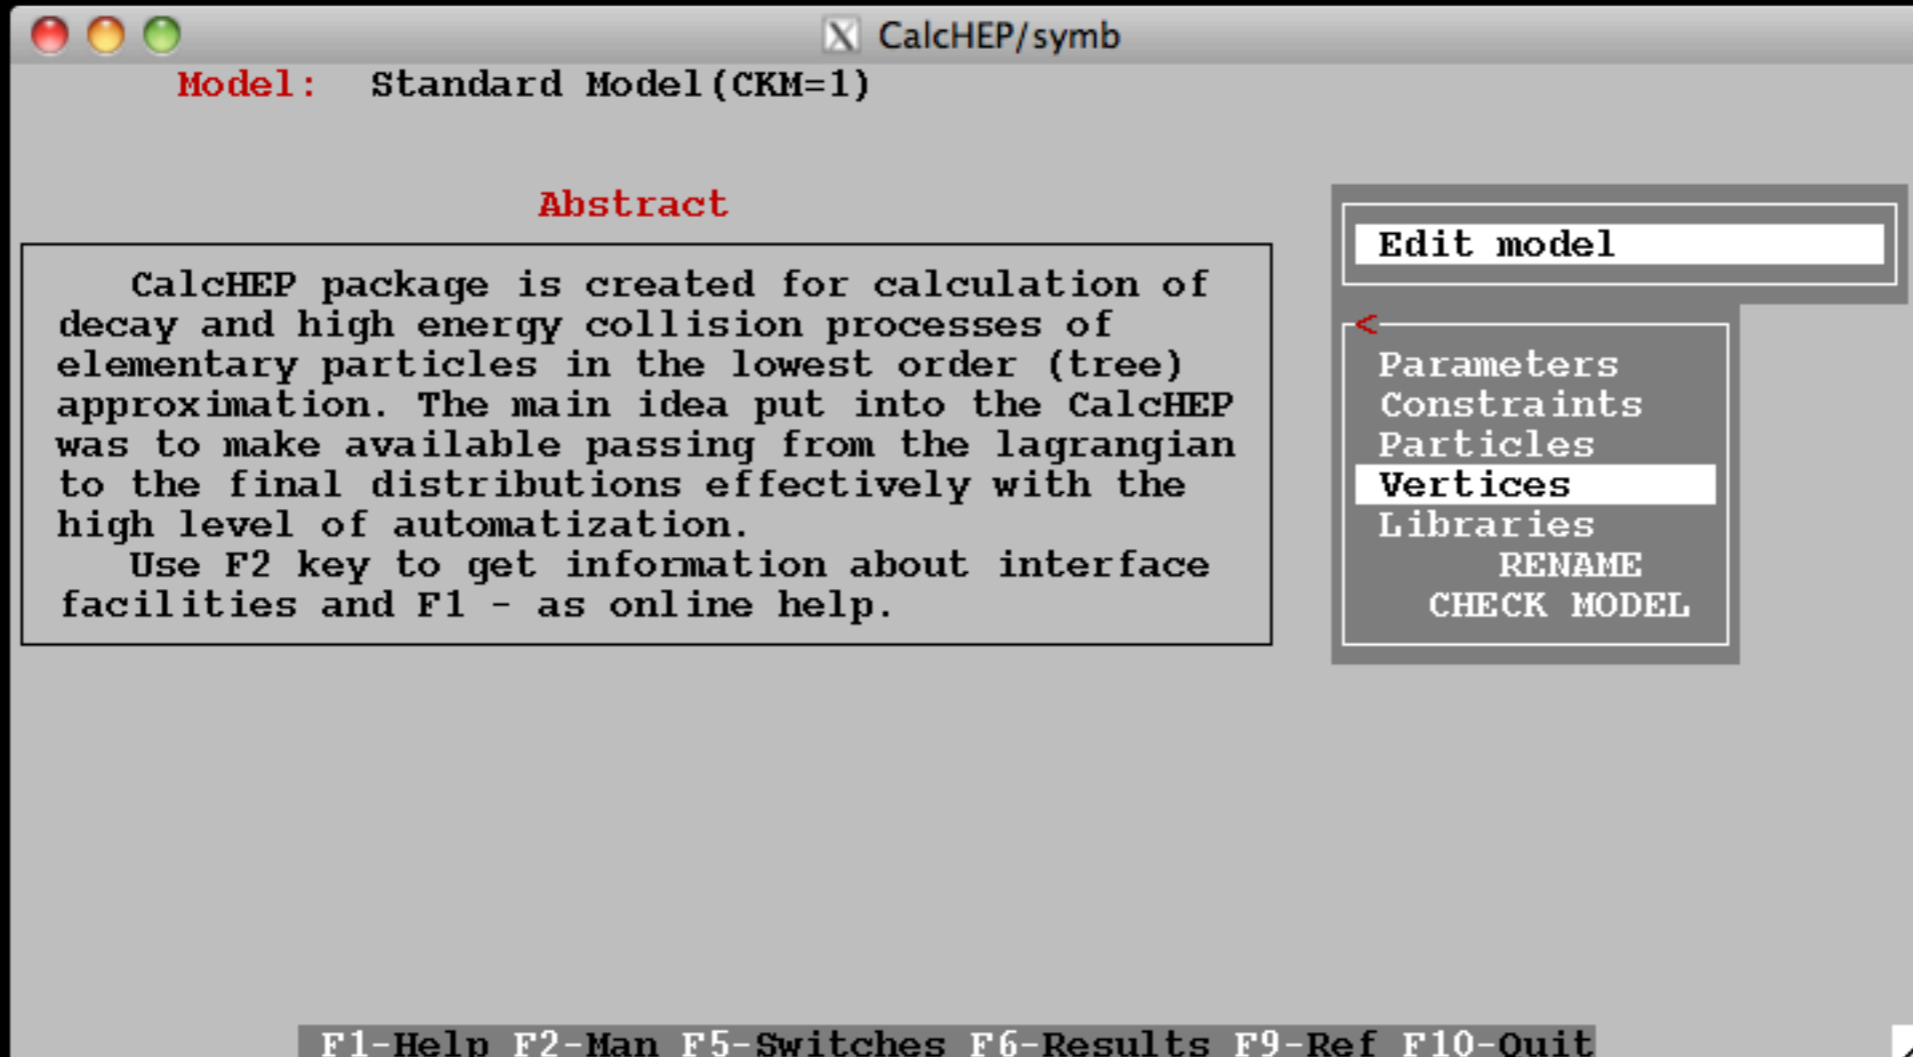 CalcHEP/symb
Model: Standard Model(CKM=1)
Abstract
CalcHEP package is created for calculation of
decay and high energy collision processes of
elementary particles in the lowest order (tree)
approximation. The main idea put into the CalcHEP
was to make available passing from the lagrangian
to the final distributions effectively with the
high level of automatization.
Use F2 key to get information about interface
facilities and F1 - as online help.
Edit model
<
Parameters
Constraints
Particles
Vertices
Libraries
RENAME
CHECK MODEL
F1-Help F2-Man F5-Switches F6-Results F9-Ref F10-Quit